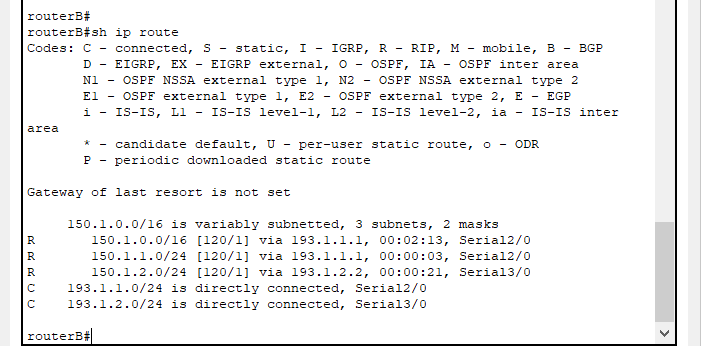 routerB#
routerB#sh ip route
Codes: C - connected, S - static, I - IGRP, R - RIP, M - mobile, B - BGP
       D - EIGRP, EX - EIGRP external, O - OSPF, IA - OSPF inter area
       N1 - OSPF NSSA external type 1, N2 - OSPF NSSA external type 2
       E1 - OSPF external type 1, E2 - OSPF external type 2, E - EGP
       i - IS-IS, L1 - IS-IS level-1, L2 - IS-IS level-2, ia - IS-IS inter
area
       * - candidate default, U - per-user static route, o - ODR
       P - periodic downloaded static route
Gateway of last resort is not set
     150.1.0.0/16 is variably subnetted, 3 subnets, 2 masks
R       150.1.0.0/16 [120/1] via 193.1.1.1, 00:02:13, Serial2/0
R       150.1.1.0/24 [120/1] via 193.1.1.1, 00:00:03, Serial2/0
R       150.1.2.0/24 [120/1] via 193.1.2.2, 00:00:21, Serial3/0
C    193.1.1.0/24 is directly connected, Serial2/0
C    193.1.2.0/24 is directly connected, Serial3/0
routerB#